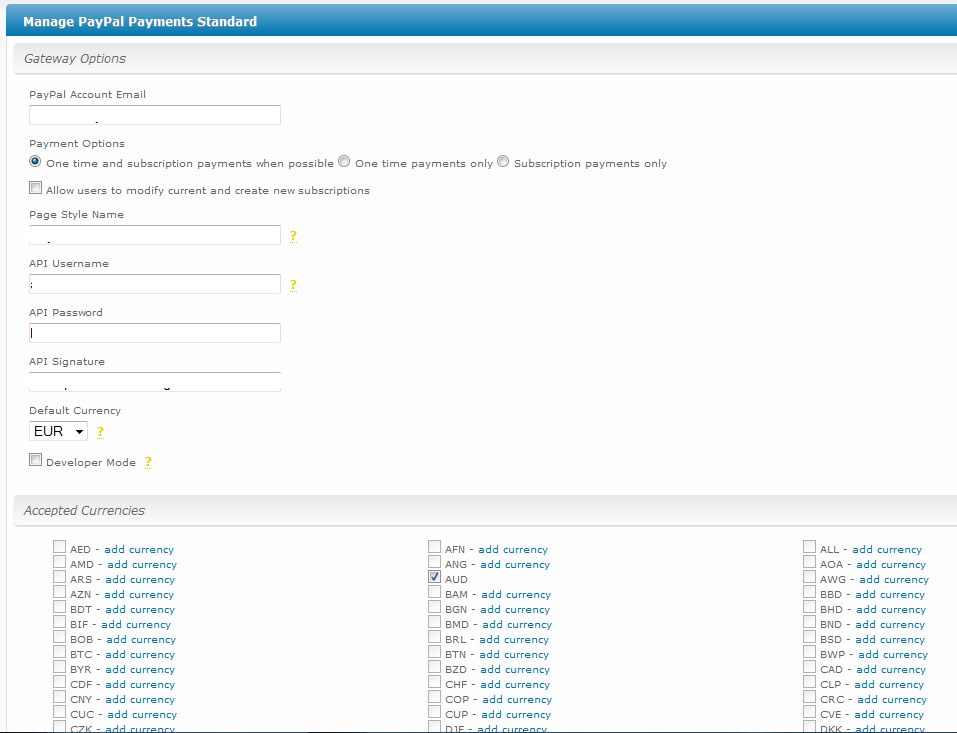 Manage PayPal Payments Standard
Gateway Options
PayPal Account Email
Payment Options
One time and subscription payments when possible One time payments only Subscription payments only
Allow users to modify current and create new subscriptions
Page Style Name
?
API Username
?
API Password
API Signature
Default Currency
EUR ?
Developer Mode ?
Accepted Currencies
AED - add currency AFN - add currency ALL - add currency
AMD - add currency ANG - add currency AOA - add currency
ARS - add currency AUD AWG - add currency
AZN - add currency BAM - add currency BBD - add currency
BDT - add currency BGN - add currency BHD - add currency
BIF - add currency BMD - add currency BND - add currency
BOB - add currency BRL - add currency BSD - add currency
BTC - add currency BTN - add currency BWP - add currency
BYR - add currency BZD - add currency CAD - add currency
CDF - add currency CHF - add currency CLP - add currency
CNY - add currency COP - add currency CRC - add currency
CUC - add currency CUP - add currency CVE - add currency
CZK - add currency DJF - add currency DKK - add currency